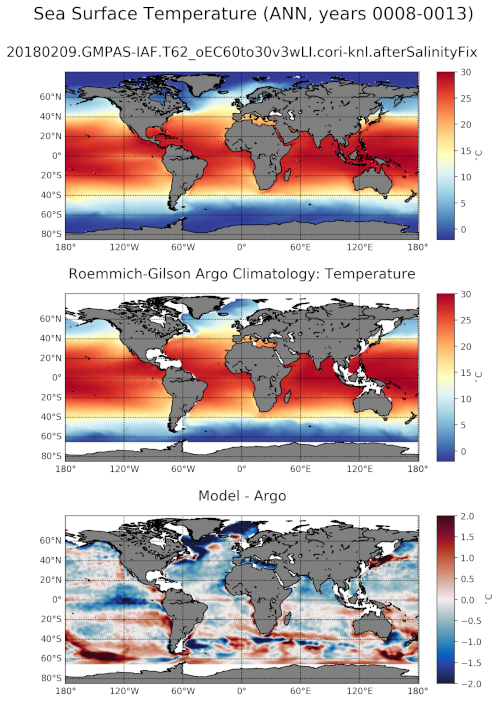 Sea Surface Temperature (ANN, years 0008-0013)
20180209.GMPAS-IAF.T62_oEC60to30v3wLI.cori-knl.afterSalinityFix
60°N
40°N
20°N
0°
20°S
40°S
60°S
80°S
180° 120°W 60°W 0° 60°E 120°E 180°
30
25
20
15
10
5
0
°C
Roemmich-Gilson Argo Climatology: Temperature
60°N
40°N
20°N
0°
20°S
40°S
60°S
80°S
180° 120°W 60°W 0° 60°E 120°E 180°
30
25
20
15
10
5
0
°C
Model - Argo
60°N
40°N
20°N
0°
20°S
40°S
60°S
80°S
180° 120°W 60°W 0° 60°E 120°E 180°
2.0
1.5
1.0
0.5
0.0
−0.5
−1.0
−1.5
−2.0
°C